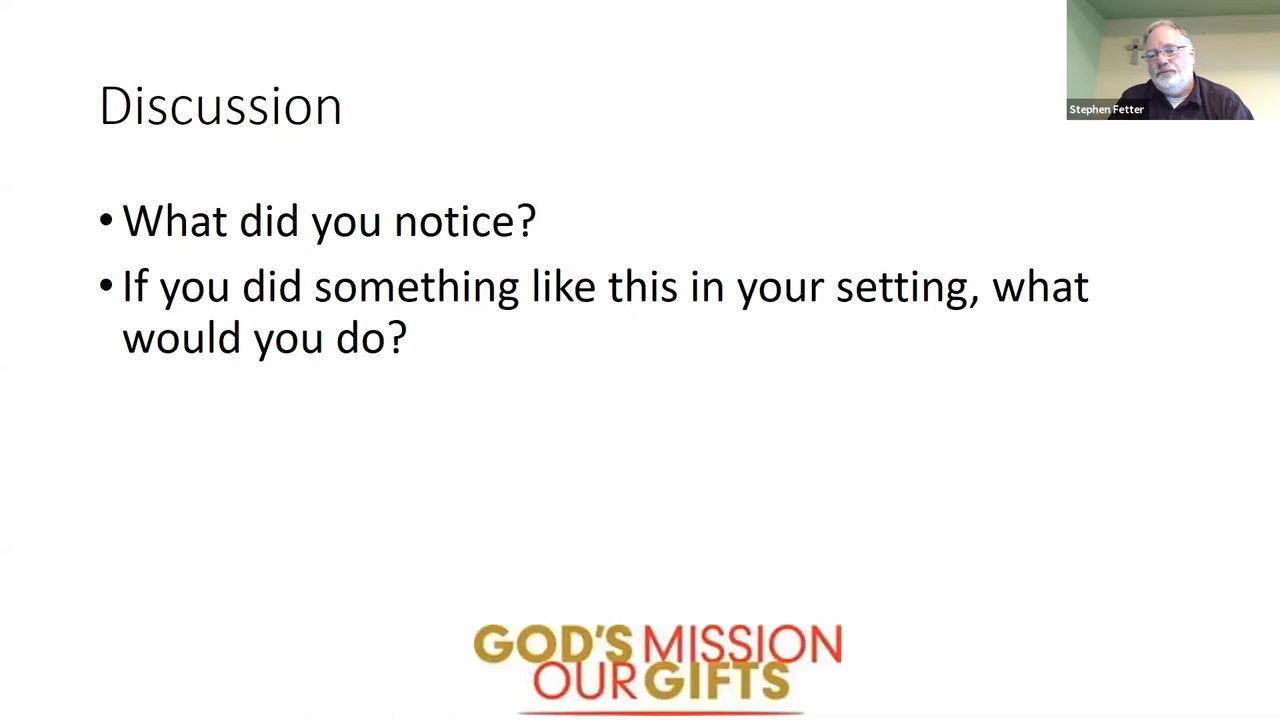 Discussion
Stephen Fetter
• What did you notice?
• If you did something like this in your setting, what
would you do?
GOD'S MISSION
OUR GIFTS